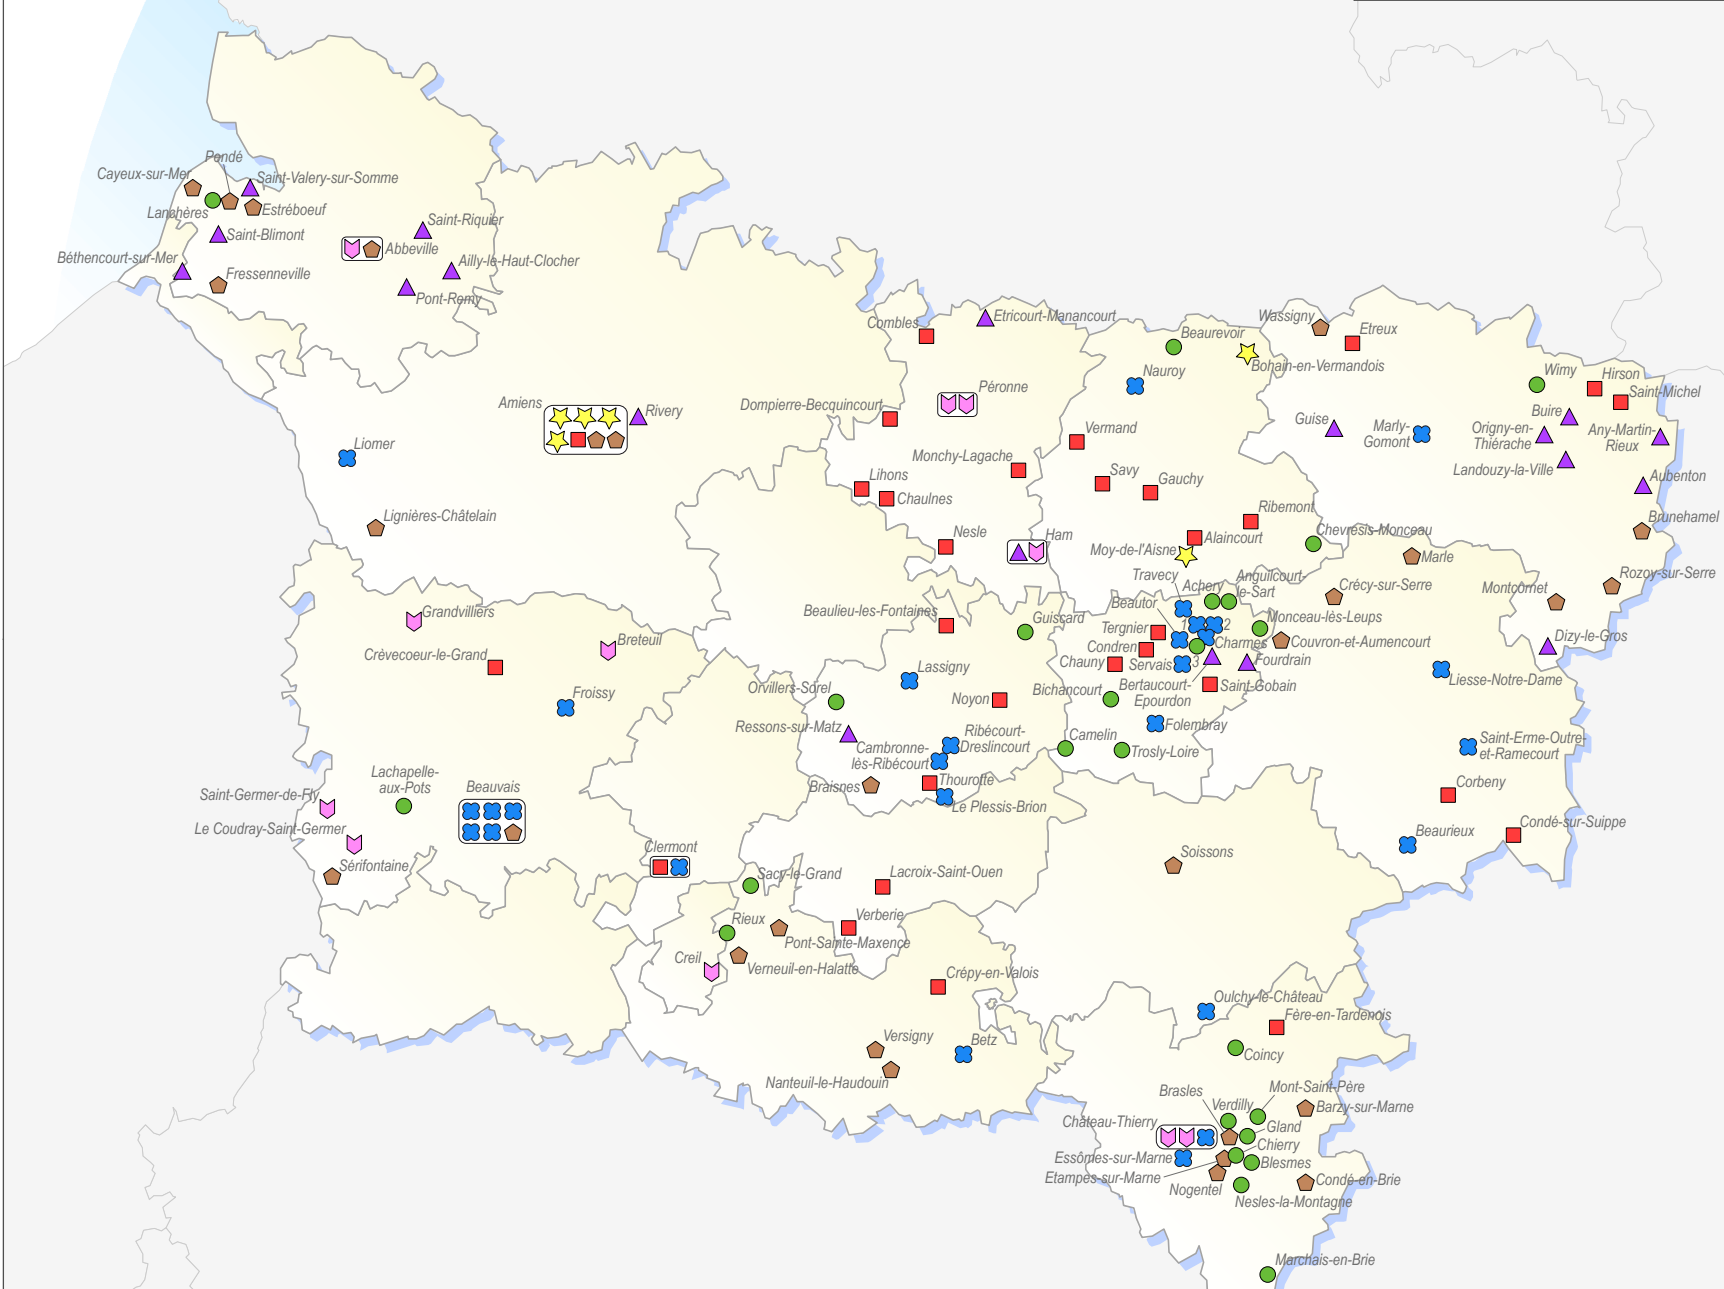 Pendé
Cayeux-sur-Mer
Saint-Valery-sur-Somme
Lanchères
Estréboeuf
Saint-Riquier
Saint-Blimont
Abbeville
Béthencourt-sur-Mer
Ailly-le-Haut-Clocher
Fressenneville
Pont-Remy
Combles
Etricourt-Manancourt
Wassigny
Etreux
Beaurevoir
Bohain-en-Vermandois
Nauroy
Wimy
Hirson
Saint-Michel
Péronne
Amiens
Rivery
Dompierre-Becquincourt
Buire
Guise
Marly-
Gomont
Origny-en-
Thiérache
Any-Martin-
Rieux
Vermand
Liomer
Monchy-Lagache
Landouzy-la-Ville
Savy
Gauchy
Lihons
Chaulnes
Aubenton
Ribemont
Lignières-Châtelain
Brunehamel
Nesle
Ham
Alaincourt
Chevresis-Monceau
Moy-de-l'Aisne
Marle
Travecy
Achery
Anguilcourt-
le-Sart
Crécy-sur-Serre
Montcornet
Rozoy-sur-Serre
Grandvilliers
Beaulieu-les-Fontaines
Guiscard
Beautor
Monceau-lès-Leups
1
2
Tergnier
Breteuil
Condren
Charmes
Couvron-et-Aumencourt
Dizy-le-Gros
Crèvecoeur-le-Grand
Chauny
Servais
3
Fourdrain
Lassigny
Liesse-Notre-Dame
Orvillers-Sorel
Bichancourt
Bertaucourt-
Epourdon
Saint-Gobain
Froissy
Noyon
Ressons-sur-Matz
Folembray
Ribécourt-
Dreslincourt
Camelin
Trosly-Loire
Saint-Erme-Outre-
et-Ramecourt
Cambronne-
lès-Ribécourt
Lachapelle-
aux-Pots
Beauvais
Braisnes
Thourotte
Corbeny
Saint-Germer-de-Fly
Le Plessis-Brion
Le Coudray-Saint-Germer
Condé-sur-Suippe
Beaurieux
Clermont
Soissons
Sérifontaine
Sacy-le-Grand
Lacroix-Saint-Ouen
Rieux
Verberie
Pont-Sainte-Maxence
Creil
Verneuil-en-Halatte
Crépy-en-Valois
Oulchy-le-Château
Fère-en-Tardenois
Versigny
Betz
Coincy
Nanteuil-le-Haudouin
Brasles
Mont-Saint-Père
Verdilly
Barzy-sur-Marne
Château-Thierry
Gland
Chierry
Essômes-sur-Marne
Blesmes
Etampes-sur-Marne
Nogentel
Condé-en-Brie
Nesles-la-Montagne
Marchais-en-Brie